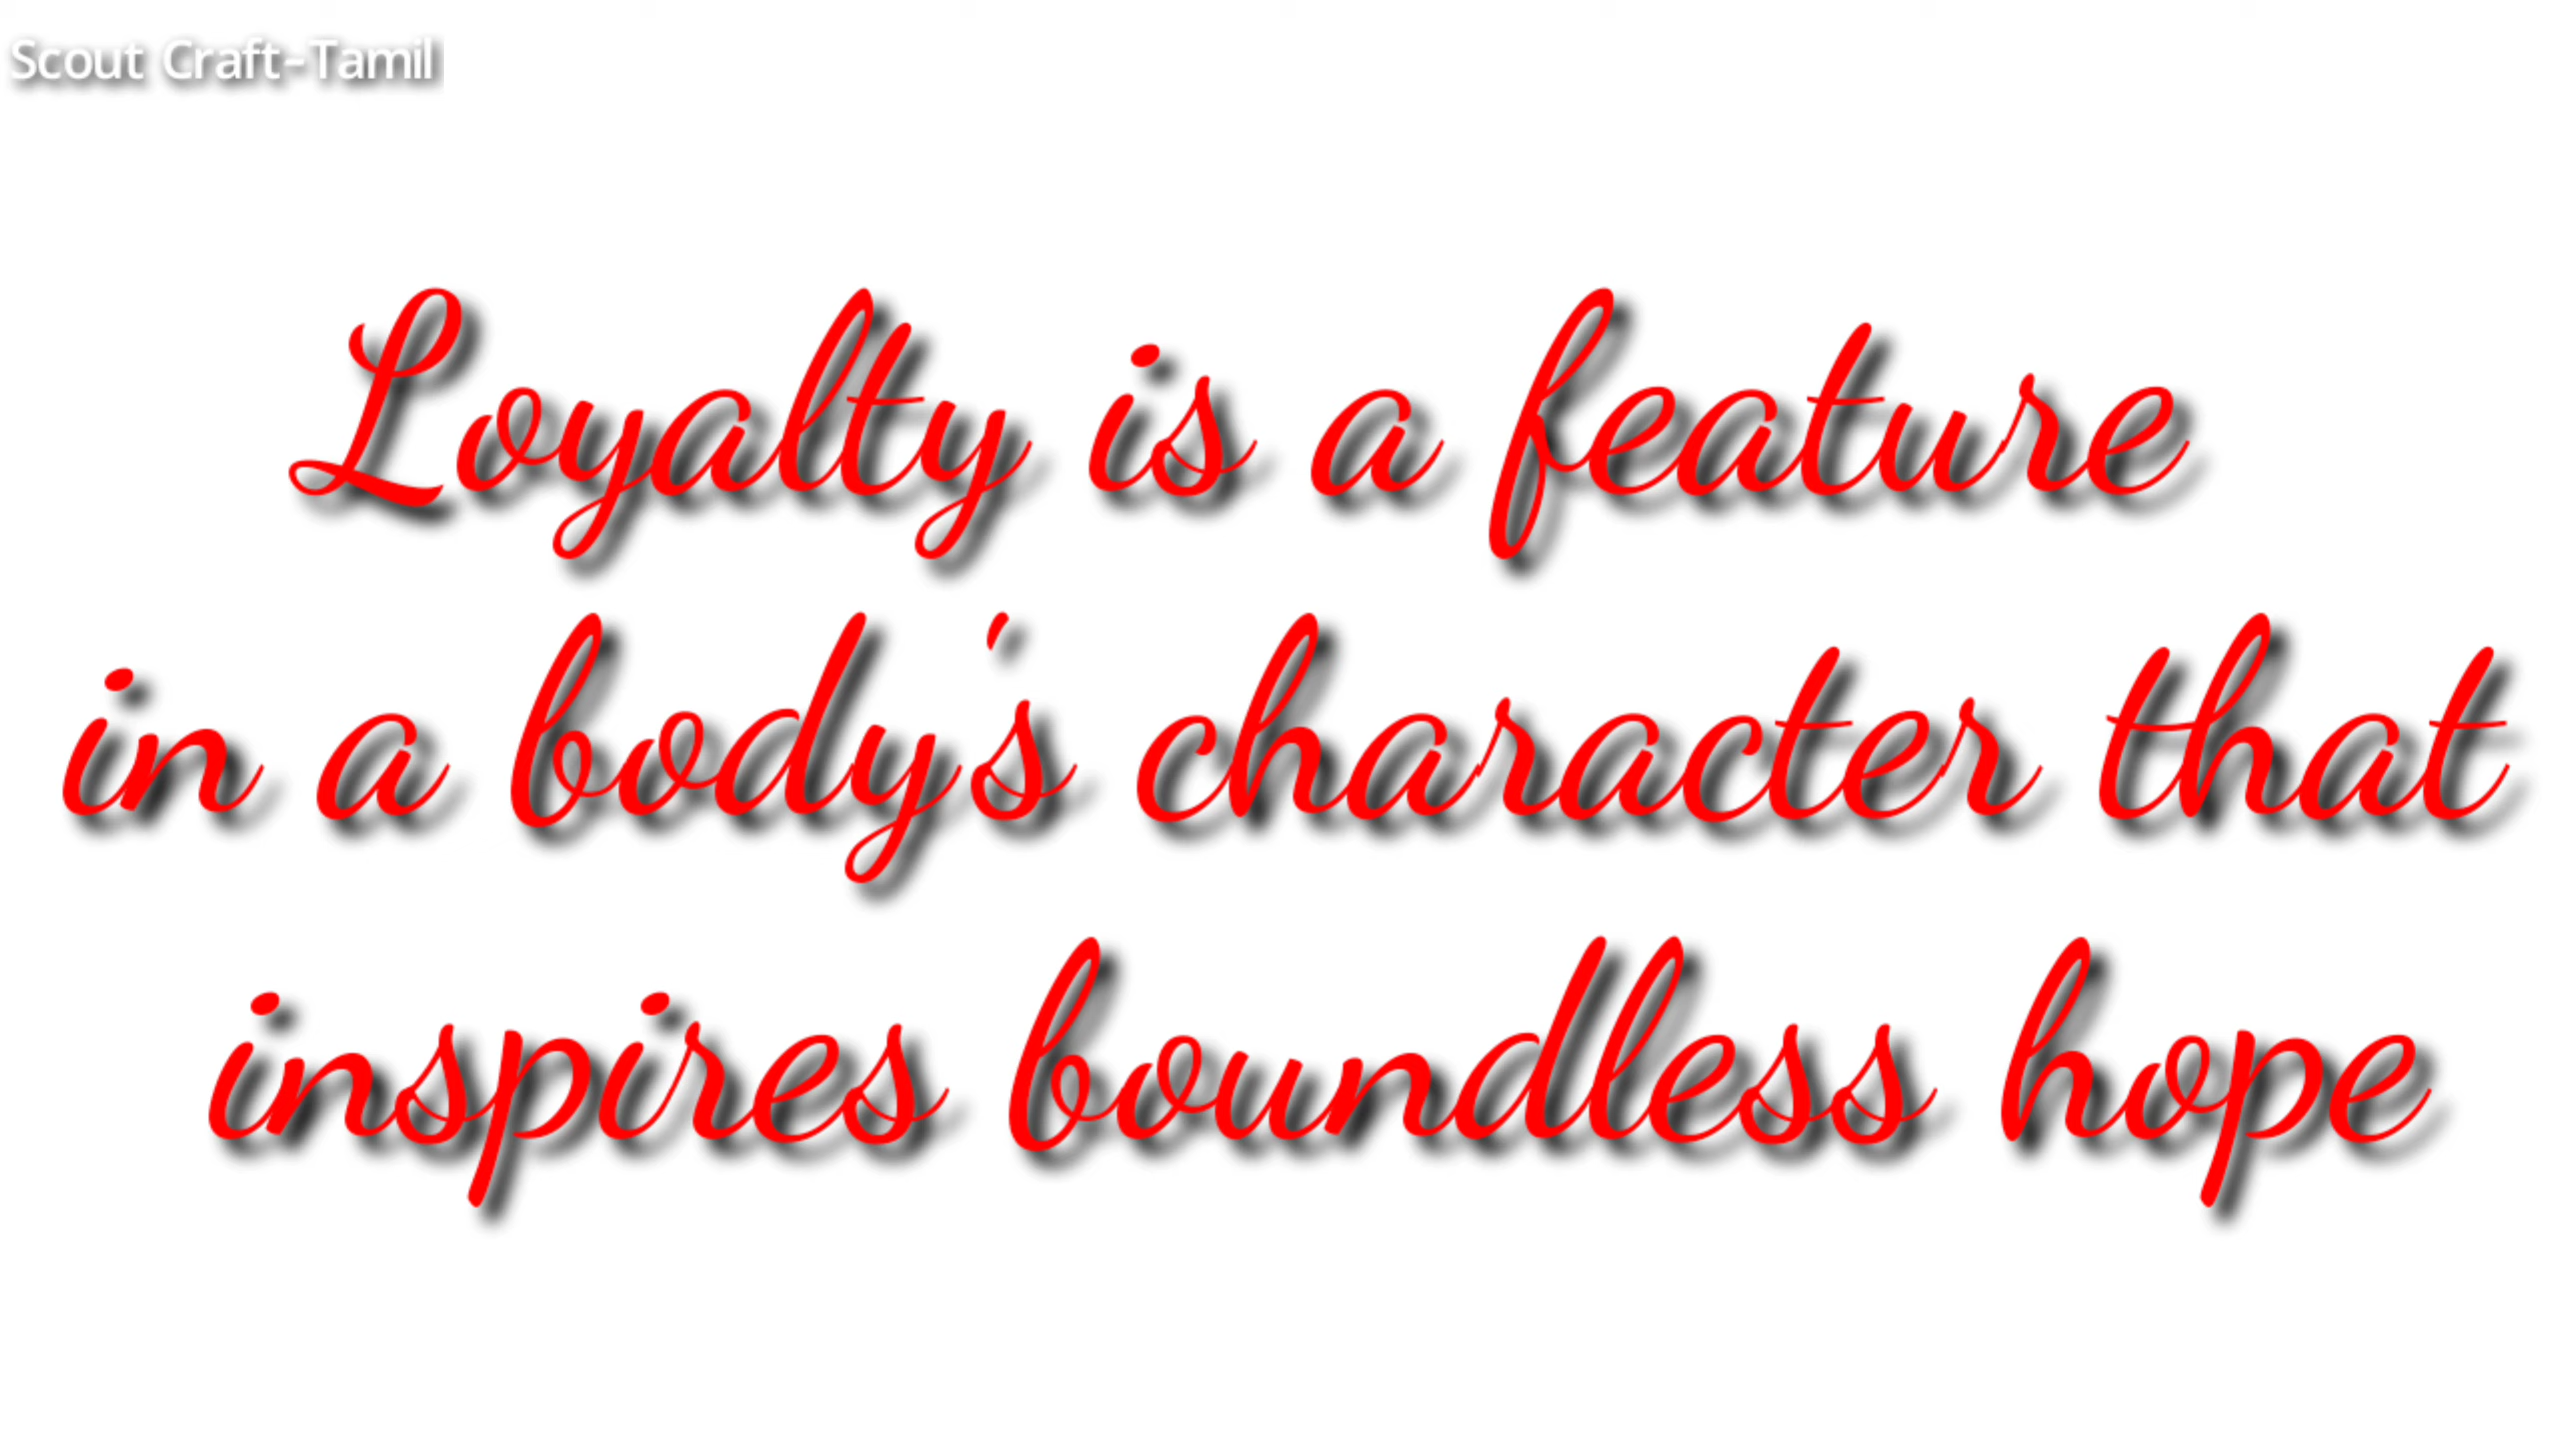 Scout Craft-Tamil
Loyalty is a feature
in a body's character that
inspires boundless hope